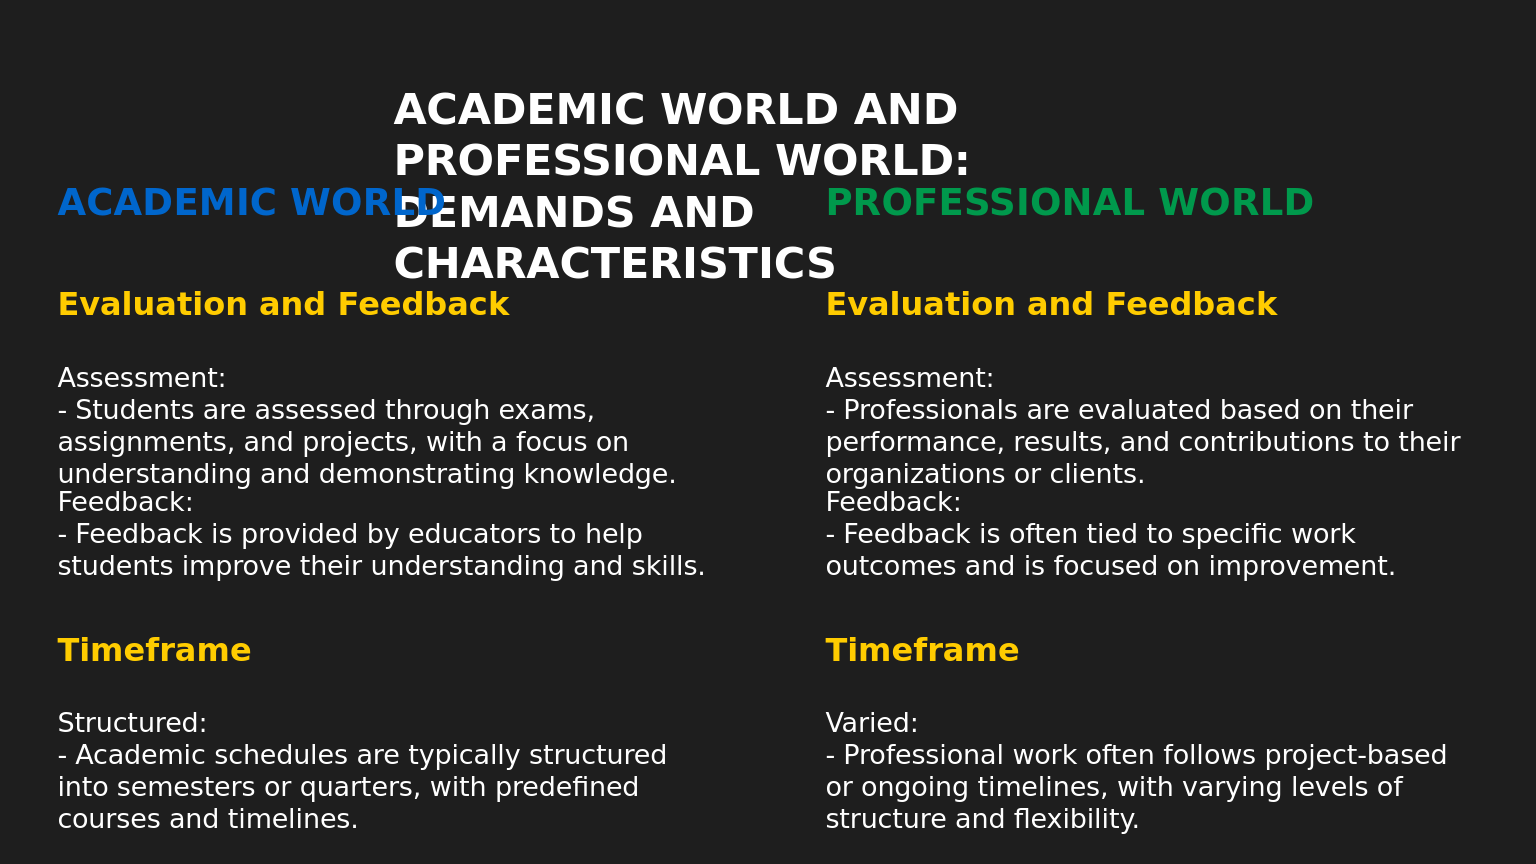 ACADEMIC WORLD AND
PROFESSIONAL WORLD:
DEMANDS AND
CHARACTERISTICS
ACADEMIC WORLD
Evaluation and Feedback
Assessment:
- Students are assessed through exams,
assignments, and projects, with a focus on
understanding and demonstrating knowledge.
Feedback:
- Feedback is provided by educators to help
students improve their understanding and skills.
Timeframe
Structured:
- Academic schedules are typically structured
into semesters or quarters, with predefined
courses and timelines.
PROFESSIONAL WORLD
Evaluation and Feedback
Assessment:
- Professionals are evaluated based on their
performance, results, and contributions to their
organizations or clients.
Feedback:
- Feedback is often tied to specific work
outcomes and is focused on improvement.
Timeframe
Varied:
- Professional work often follows project-based
or ongoing timelines, with varying levels of
structure and flexibility.